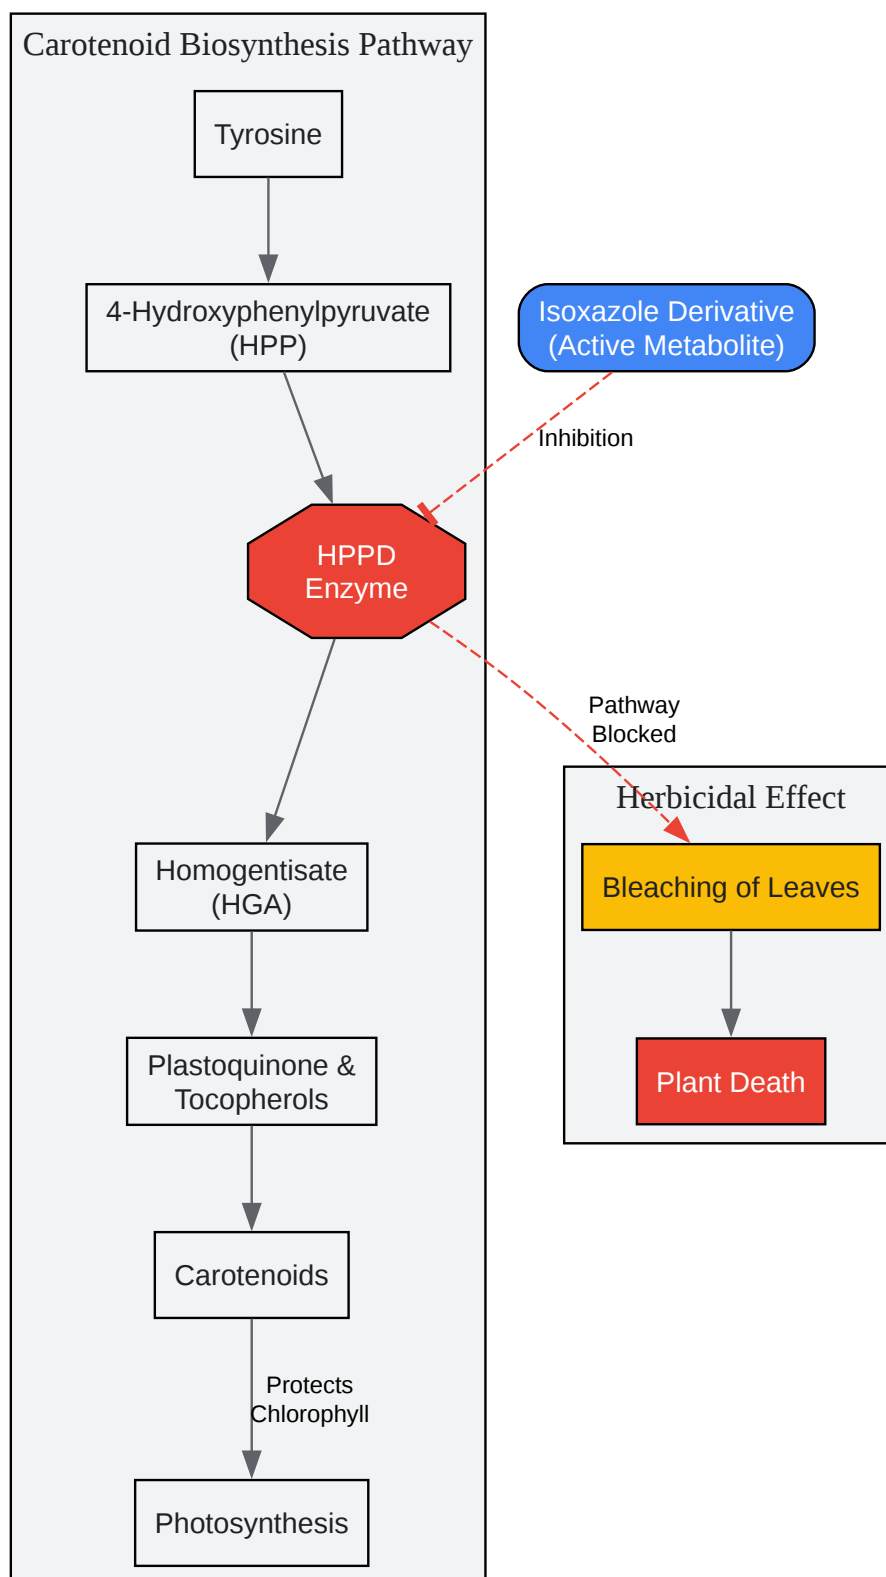 Carotenoid Biosynthesis Pathway
Tyrosine
4-Hydroxyphenylpyruvate
(HPP)
Isoxazole Derivative
(Active Metabolite)
Inhibition
HPPD
Enzyme
Pathway
Blocked
Herbicidal Effect
Homogentisate
(HGA)
Bleaching of Leaves
Plastoquinone &
Tocopherols
Plant Death
Carotenoids
Protects
Chlorophyll
Photosynthesis